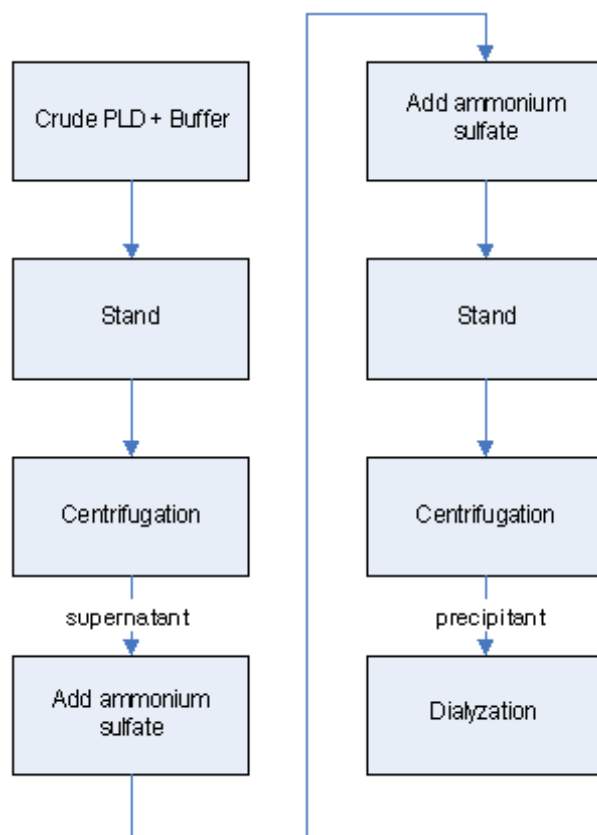 Crude PLD + Buffer
Stand
Centrifugation
supernatant
Add ammonium
sulfate
Add ammonium
sulfate
Stand
Centrifugation
precipitant
Dialyzation